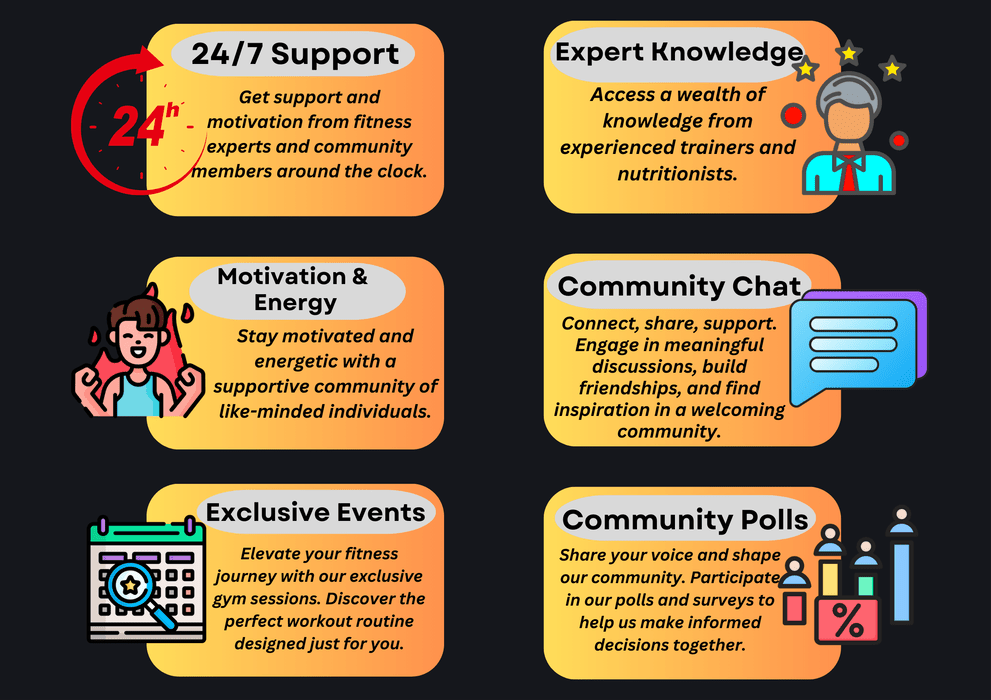 24/7 Support
24h
Get support and
motivation from fitness
experts and community
members around the clock.
Expert Knowledge
Access a wealth of
knowledge from
experienced trainers and
nutritionists.
Motivation &
Energy
Stay motivated and
energetic with a
supportive community of
like-minded individuals.
Community Chat
Connect, share, support.
Engage in meaningful
discussions, build
friendships, and find
inspiration in a welcoming
community.
Exclusive Events
Elevate your fitness
journey with our exclusive
gym sessions. Discover the
perfect workout routine
designed just for you.
Community Polls
Share your voice and shape
our community. Participate
in our polls and surveys to
help us make informed
decisions together.
%